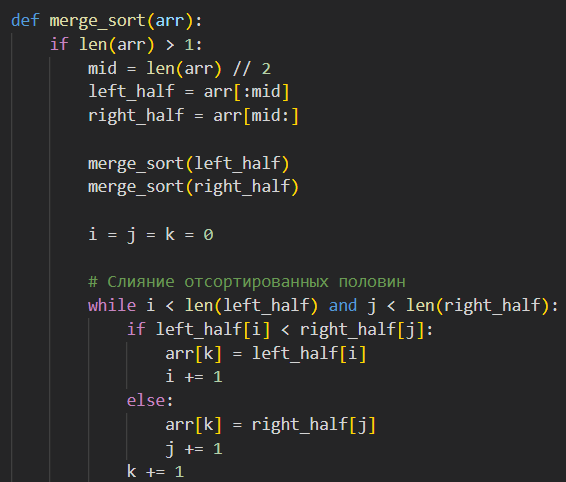 def merge_sort(arr):
    if len(arr) > 1:
        mid = len(arr) // 2
        left_half = arr[:mid]
        right_half = arr[mid:]

        merge_sort(left_half)
        merge_sort(right_half)

        i = j = k = 0

        # Слияние отсортированных половин
        while i < len(left_half) and j < len(right_half):
            if left_half[i] < right_half[j]:
                arr[k] = left_half[i]
                i += 1
            else:
                arr[k] = right_half[j]
                j += 1
            k += 1